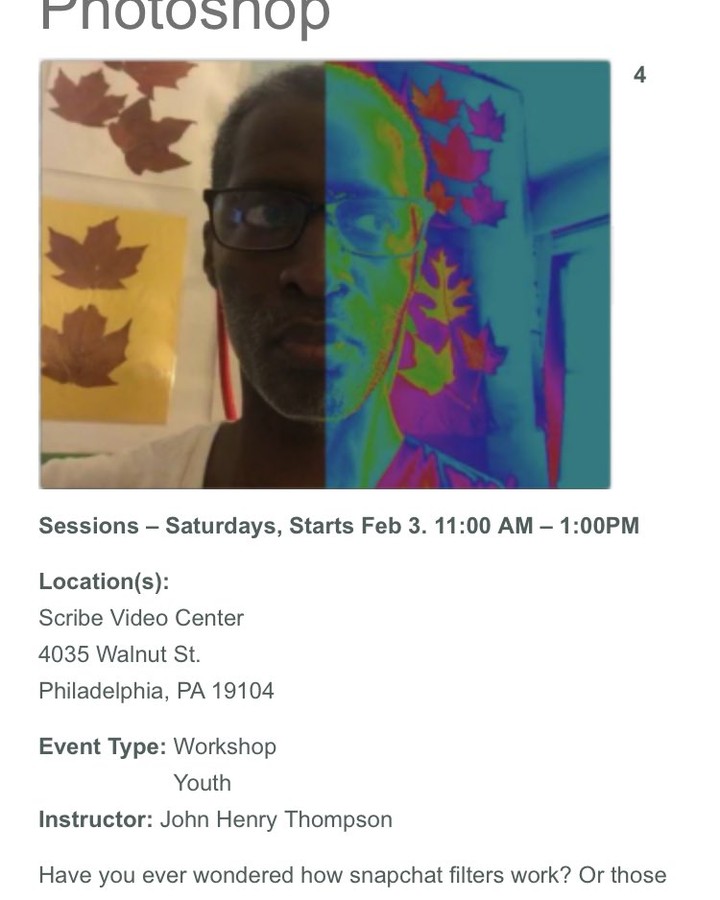 Photoshop
4
Sessions – Saturdays, Starts Feb 3. 11:00 AM – 1:00PM
Location(s):
Scribe Video Center
4035 Walnut St.
Philadelphia, PA 19104
Event Type: Workshop
Youth
Instructor: John Henry Thompson
Have you ever wondered how snapchat filters work? Or those